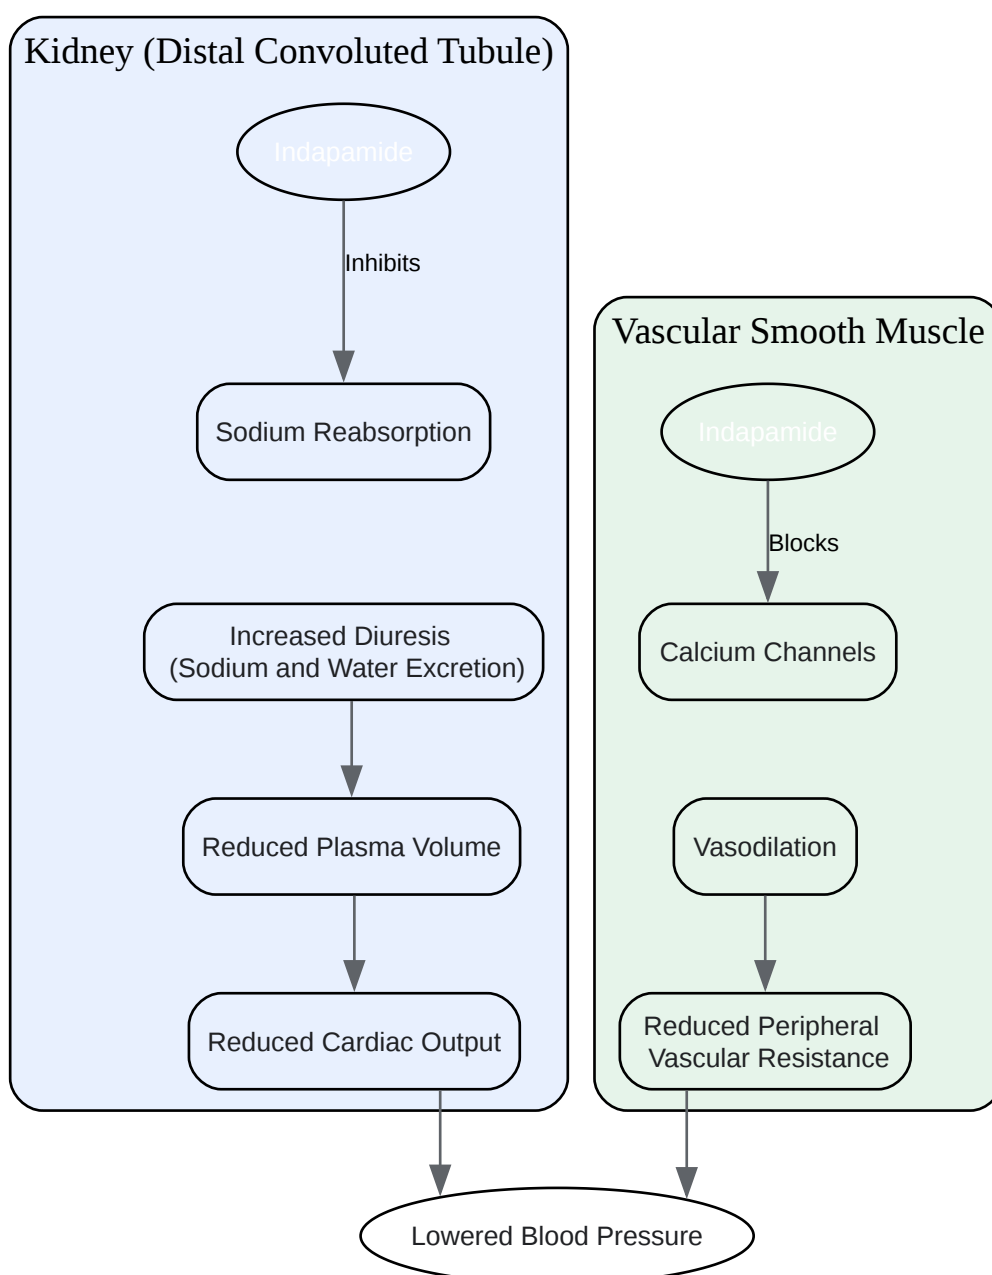 Kidney (Distal Convoluted Tubule)
Indapamide
Inhibits
Sodium Reabsorption
Increased Diuresis
(Sodium and Water Excretion)
Reduced Plasma Volume
Reduced Cardiac Output
Vascular Smooth Muscle
Indapamide
Blocks
Calcium Channels
Vasodilation
Reduced Peripheral
Vascular Resistance
Lowered Blood Pressure